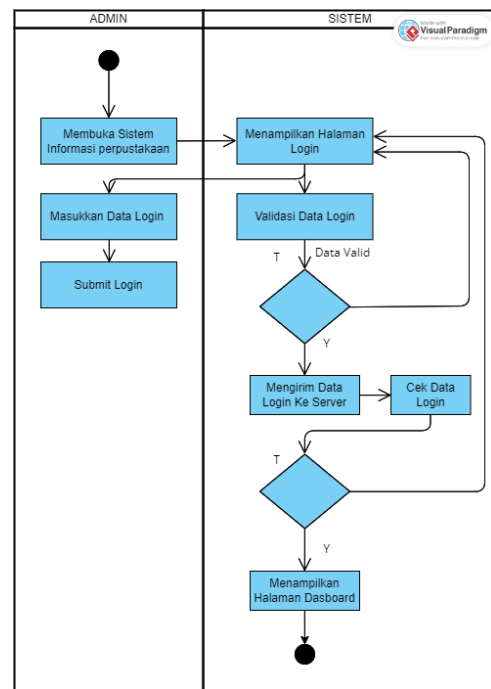 ADMIN
SISTEM
Made with
Visual Paradigm
For non-commercial use
Membuka Sistem
Informasi perpustakaan
Menampilkan Halaman
Login
Masukkan Data Login
Validasi Data Login
Submit Login
T
Data Valid
Y
Mengirim Data
Login Ke Server
Cek Data
Login
T
Y
Menampilkan
Halaman Dasboard